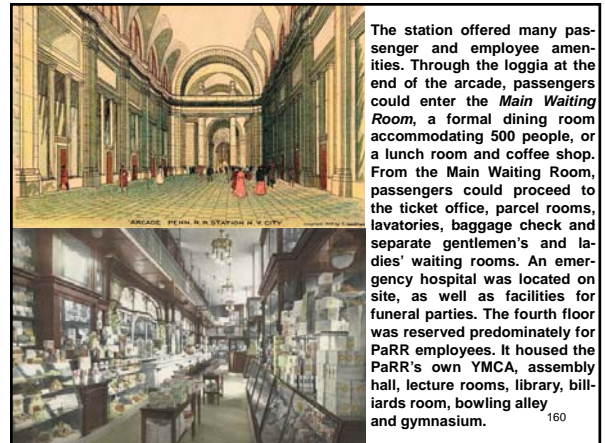 The station offered many pas-
senger and employee amen-
ities. Through the loggia at the
end of the arcade, passengers
could enter the Main Waiting
Room, a formal dining room
accommodating 500 people, or
a lunch room and coffee shop.
From the Main Waiting Room,
passengers could proceed to
the ticket office, parcel rooms,
lavatories, baggage check and
separate gentlemen's and la-
dies' waiting rooms. An emer-
gency hospital was located on
site, as well as facilities for
funeral parties. The fourth floor
was reserved predominately for
PaRR employees. It housed the
PaRR's own YMCA, assembly
hall, lecture rooms, library, bill-
iards room, bowling alley
and gymnasium.
160
ARCADE PENN. R.R. STATION N.Y. CITY